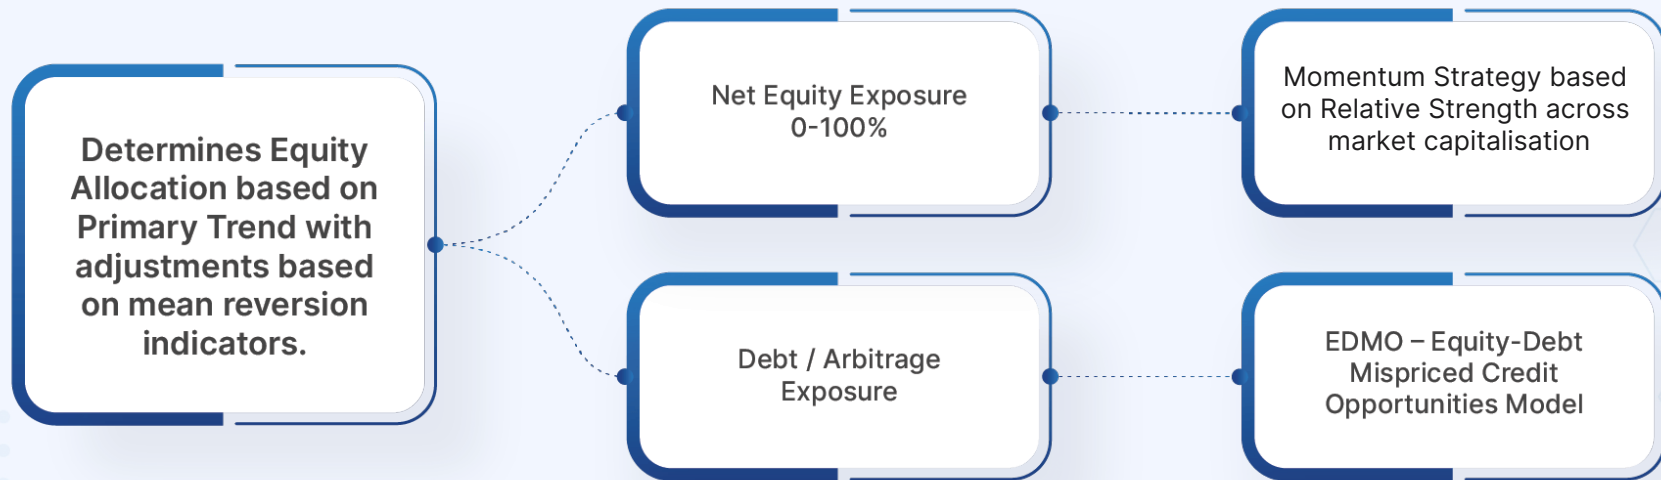 Determines Equity
Allocation based on
Primary Trend with
adjustments based
on mean reversion
indicators.
Net Equity Exposure
0-100%
Momentum Strategy based
on Relative Strength across
market capitalisation
Debt / Arbitrage
Exposure
EDMO – Equity-Debt
Mispriced Credit
Opportunities Model